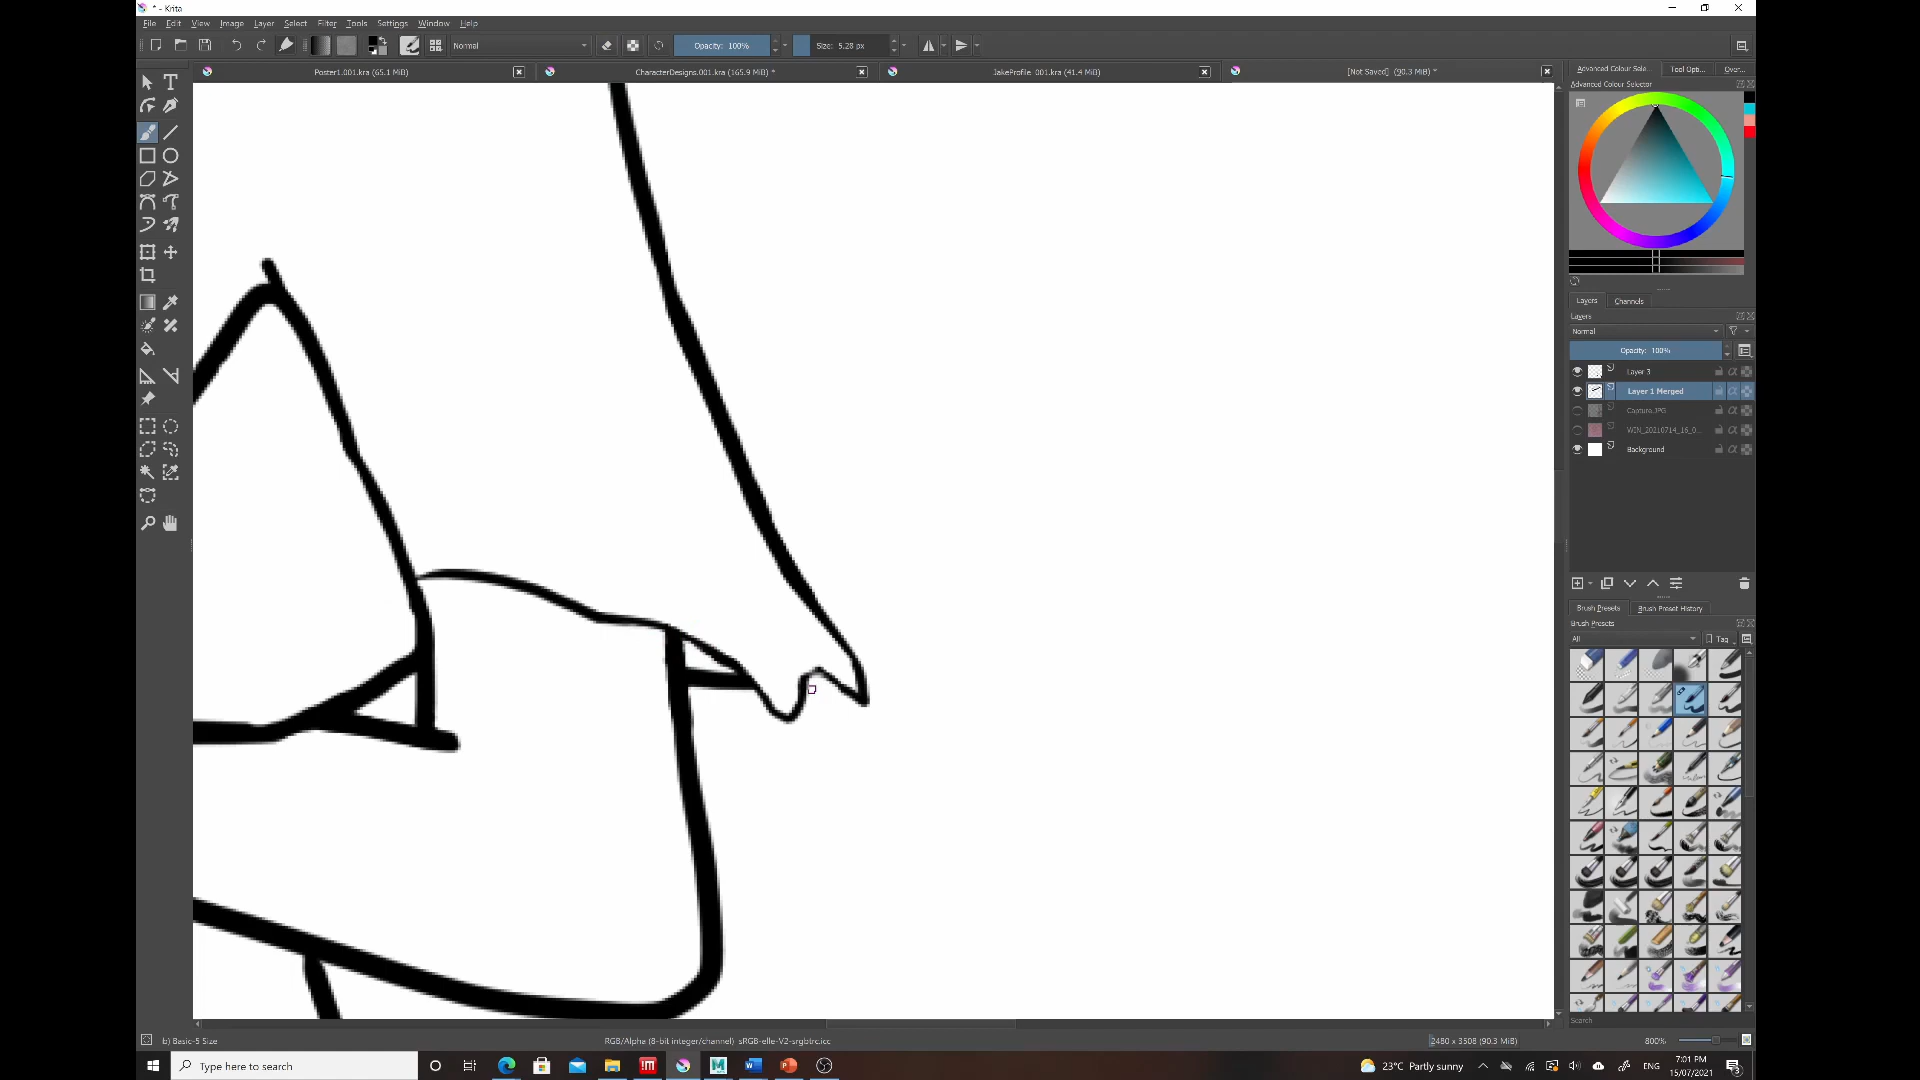 * - Krita
File Edit View Image Layer Select Filter Tools Settings Window Help
Normal Opacity: 100% Size: 5.28 px
Poster1.001.kra (65.1 MiB) CharacterDesigns.001.kra (165.9 MiB) * JakeProfile_001.kra (41.4 MiB) [Not Saved] (90.3 MiB) *
Advanced Colour Sele... Tool Opti... Over...
Advanced Colour Selector
Layers Channels
Layers
Normal
Opacity: 100%
Layer 3
Layer 1 Merged
Capture.JPG
WIN_20210714_16_0...
Background
Brush Presets Brush Preset History
Brush Presets
All Tag
Search
b) Basic-5 Size RGB/Alpha (8-bit integer/channel) sRGB-elle-V2-srgbtrc.icc 2480 x 3508 (90.3 MiB) 800%
Type here to search 23°C Partly sunny ENG 7:01 PM
15/07/2021